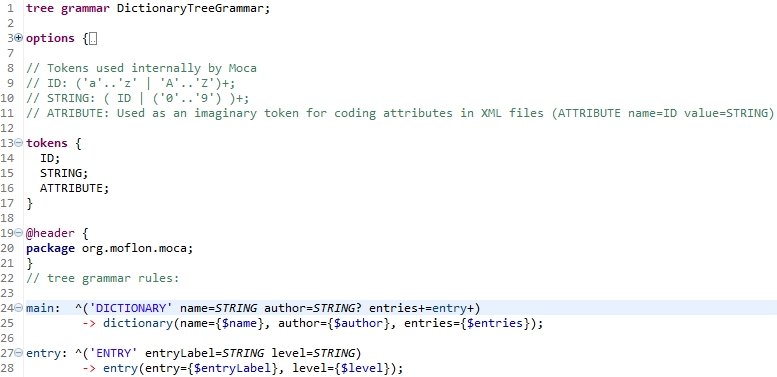 1 tree grammar DictionaryTreeGrammar;
2
3 options {..
7
8 // Tokens used internally by Moca
9 // ID: ('a'..'z' | 'A'..'Z')+;
10 // STRING: ( ID | ('0'..'9') )+;
11 // ATRIBUTE: Used as an imaginary token for coding attributes in XML files (ATTRIBUTE name=ID value=STRING)
12
13 tokens {
14 ID;
15 STRING;
16 ATTRIBUTE;
17 }
18
19 @header {
20 package org.moflon.moca;
21 }
22 // tree grammar rules:
23
24 main: ^('DICTIONARY' name=STRING author=STRING? entries+=entry+)
25 -> dictionary(name={$name}, author={$author}, entries={$entries});
26
27 entry: ^('ENTRY' entryLabel=STRING level=STRING)
28 -> entry(entry={$entryLabel}, level={$level});